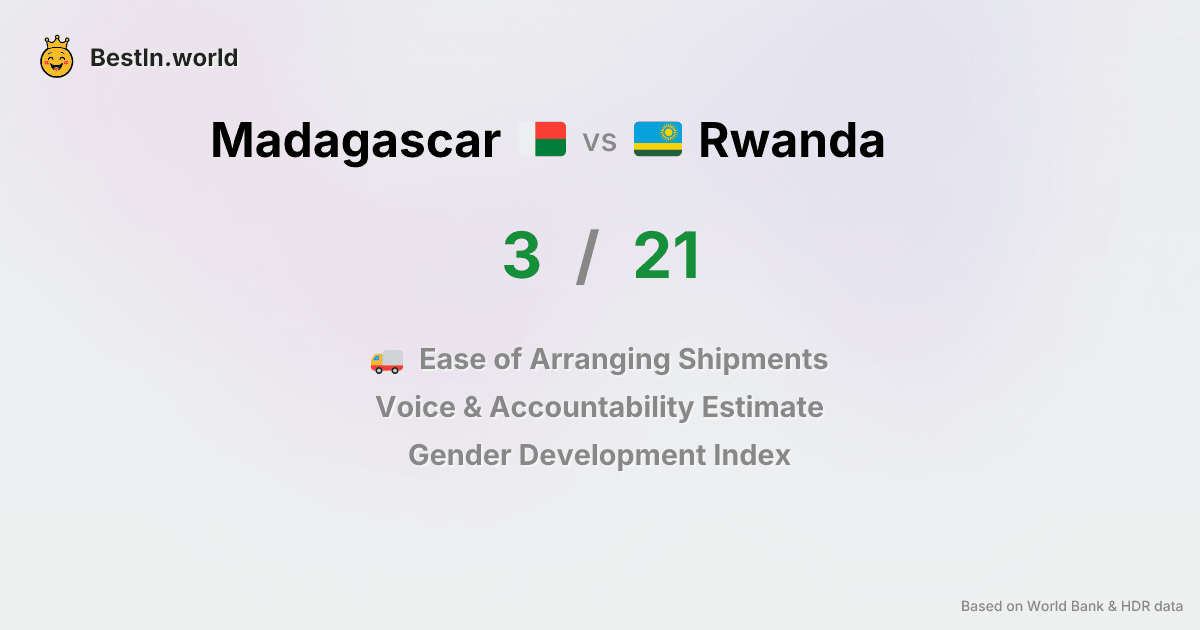 BestIn.world
Madagascar vs Rwanda
3 / 21
Ease of Arranging Shipments
Voice & Accountability Estimate
Gender Development Index
Based on World Bank & HDR data